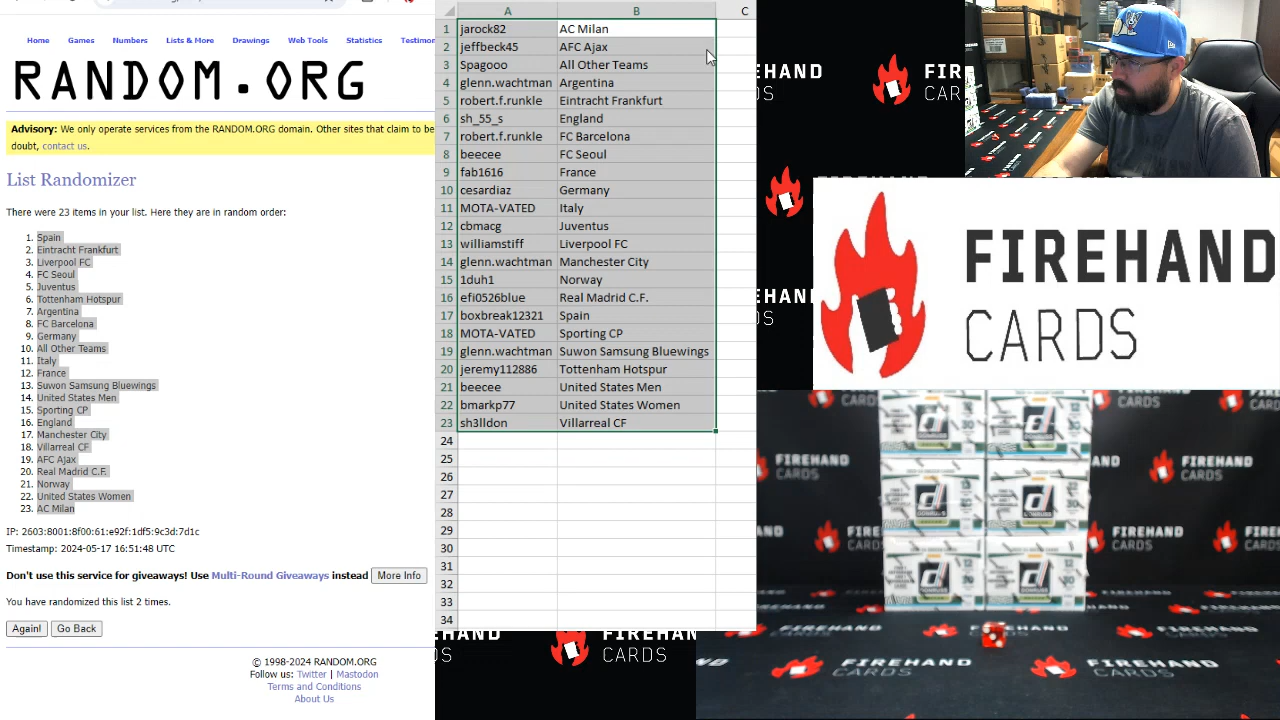 Home Games Numbers Lists & More Drawings Web Tools Statistics Testimon
RANDOM.ORG
Advisory: We only operate services from the RANDOM.ORG domain. Other sites that claim to be
doubt, contact us.
List Randomizer
There were 23 items in your list. Here they are in random order:
1. Spain
2. Eintracht Frankfurt
3. Liverpool FC
4. FC Seoul
5. Juventus
6. Tottenham Hotspur
7. Argentina
8. FC Barcelona
9. Germany
10. All Other Teams
11. Italy
12. France
13. Suwon Samsung Bluewings
14. United States Men
15. Sporting CP
16. England
17. Manchester City
18. Villarreal CF
19. AFC Ajax
20. Real Madrid C.F.
21. Norway
22. United States Women
23. AC Milan
IP: 2603:8001:8f00:61:e92f:1df5:9c3d:7d1c
Timestamp: 2024-05-17 16:51:48 UTC
Don't use this service for giveaways! Use Multi-Round Giveaways instead More Info
You have randomized this list 2 times.
Again! Go Back
© 1998-2024 RANDOM.ORG
Follow us: Twitter | Mastodon
Terms and Conditions
About Us
A B C
1 jarock82 AC Milan
2 jeffbeck45 AFC Ajax
3 Spagooo All Other Teams
4 glenn.wachtman Argentina
5 robert.f.runkle Eintracht Frankfurt
6 sh_55_s England
7 robert.f.runkle FC Barcelona
8 beecee FC Seoul
9 fab1616 France
10 cesardiaz Germany
11 MOTA-VATED Italy
12 cbmacg Juventus
13 williamstiff Liverpool FC
14 glenn.wachtman Manchester City
15 1duh1 Norway
16 efi0526blue Real Madrid C.F.
17 boxbreak12321 Spain
18 MOTA-VATED Sporting CP
19 glenn.wachtman Suwon Samsung Bluewings
20 jeremy112886 Tottenham Hotspur
21 beecee United States Men
22 bmarkp77 United States Women
23 sh3lldon Villarreal CF
24
25
26
27
28
29
30
31
32
33
34
FIREHAND
CARDS